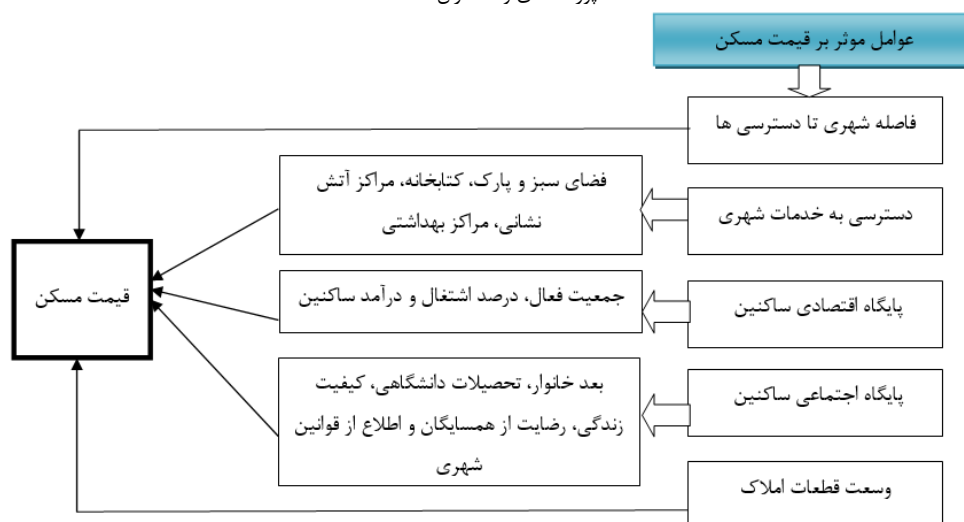 عوامل موثر بر قیمت مسکن
فاصله شهری تا دسترسی ها
فضای سبز و پارک، کتابخانه، مراکز آتش
نشانی، مراکز بهداشتی
دسترسی به خدمات شهری
قیمت مسکن
جمعیت فعال، درصد اشتغال و درآمد ساکنین
پایگاه اقتصادی ساکنین
بعد خانوار، تحصیلات دانشگاهی، کیفیت
زندگی، رضایت از همسایگان و اطلاع از قوانین
شهری
پایگاه اجتماعی ساکنین
وسعت قطعات املاک